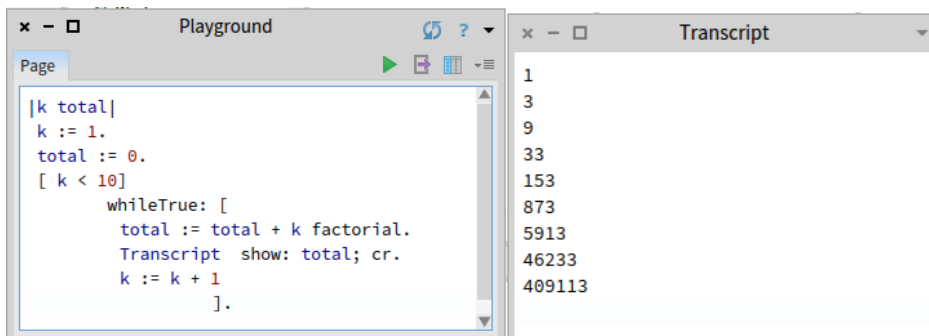 Playground
?
Page
|k total|
k := 1.
total := 0.
[ k < 10]
whileTrue: [
total := total + k factorial.
Transcript  show: total; cr.
k := k + 1
].
Transcript
1
3
9
33
153
873
5913
46233
409113